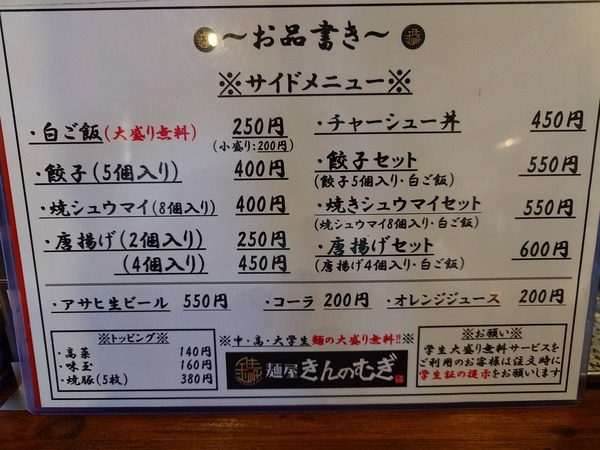 ～お品書き～
※サイドメニュー※
・白ご飯(大盛り無料) 250円
(小盛り:200円)
・餃子(5個入り) 400円
・焼シュウマイ(8個入り) 400円
・唐揚げ(2個入り) 250円
(4個入り) 450円
・チャーシュー丼 450円
・餃子セット 550円
(餃子5個入り・白ご飯)
・焼きシュウマイセット 550円
(焼シュウマイ8個入り・白ご飯)
・唐揚げセット 600円
(唐揚げ4個入り・白ご飯)
・アサヒ生ビール 550円 ・コーラ 200円 ・オレンジジュース 200円
※トッピング※
・高菜 140円
・味玉 160円
・焼豚(5枚) 380円
※中・高・大学生麺の大盛り無料!!※
麺屋 きんのむぎ
※お願い※
学生大盛り無料サービスを
ご利用のお客様は注文時に
学生証の提示をお願いします